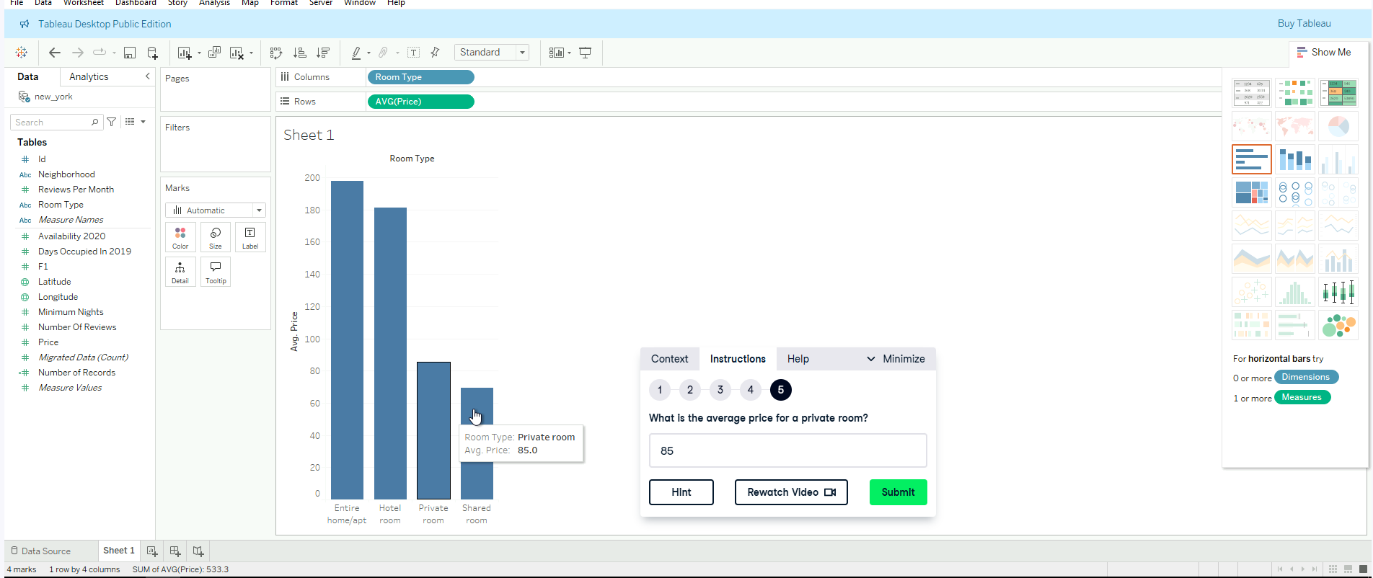 File Data Worksheet Dashboard Story Analysis Map Format Server Window Help
Tableau Desktop Public Edition Buy Tableau
Standard Show Me
Data Analytics
new_york
Search
Tables
Id
Abc Neighborhood
Reviews Per Month
Abc Room Type
Abc Measure Names
Availability 2020
Days Occupied In 2019
F1
Latitude
Longitude
Minimum Nights
Number Of Reviews
Price
Migrated Data (Count)
Number of Records
Measure Values
Pages
Filters
Marks
Automatic
Color Size Label
Detail Tooltip
Columns Room Type
Rows AVG(Price)
Sheet 1
Room Type
Avg. Price
200
180
160
140
120
100
80
60
40
20
0
Entire home/apt
Hotel room
Private room
Shared room
Room Type: Private room
Avg. Price: 85.0
Context Instructions Help Minimize
1 2 3 4 5
What is the average price for a private room?
85
Hint Rewatch Video Submit
For horizontal bars try
0 or more Dimensions
1 or more Measures
Data Source Sheet 1
4 marks 1 row by 4 columns SUM of AVG(Price): 533.3